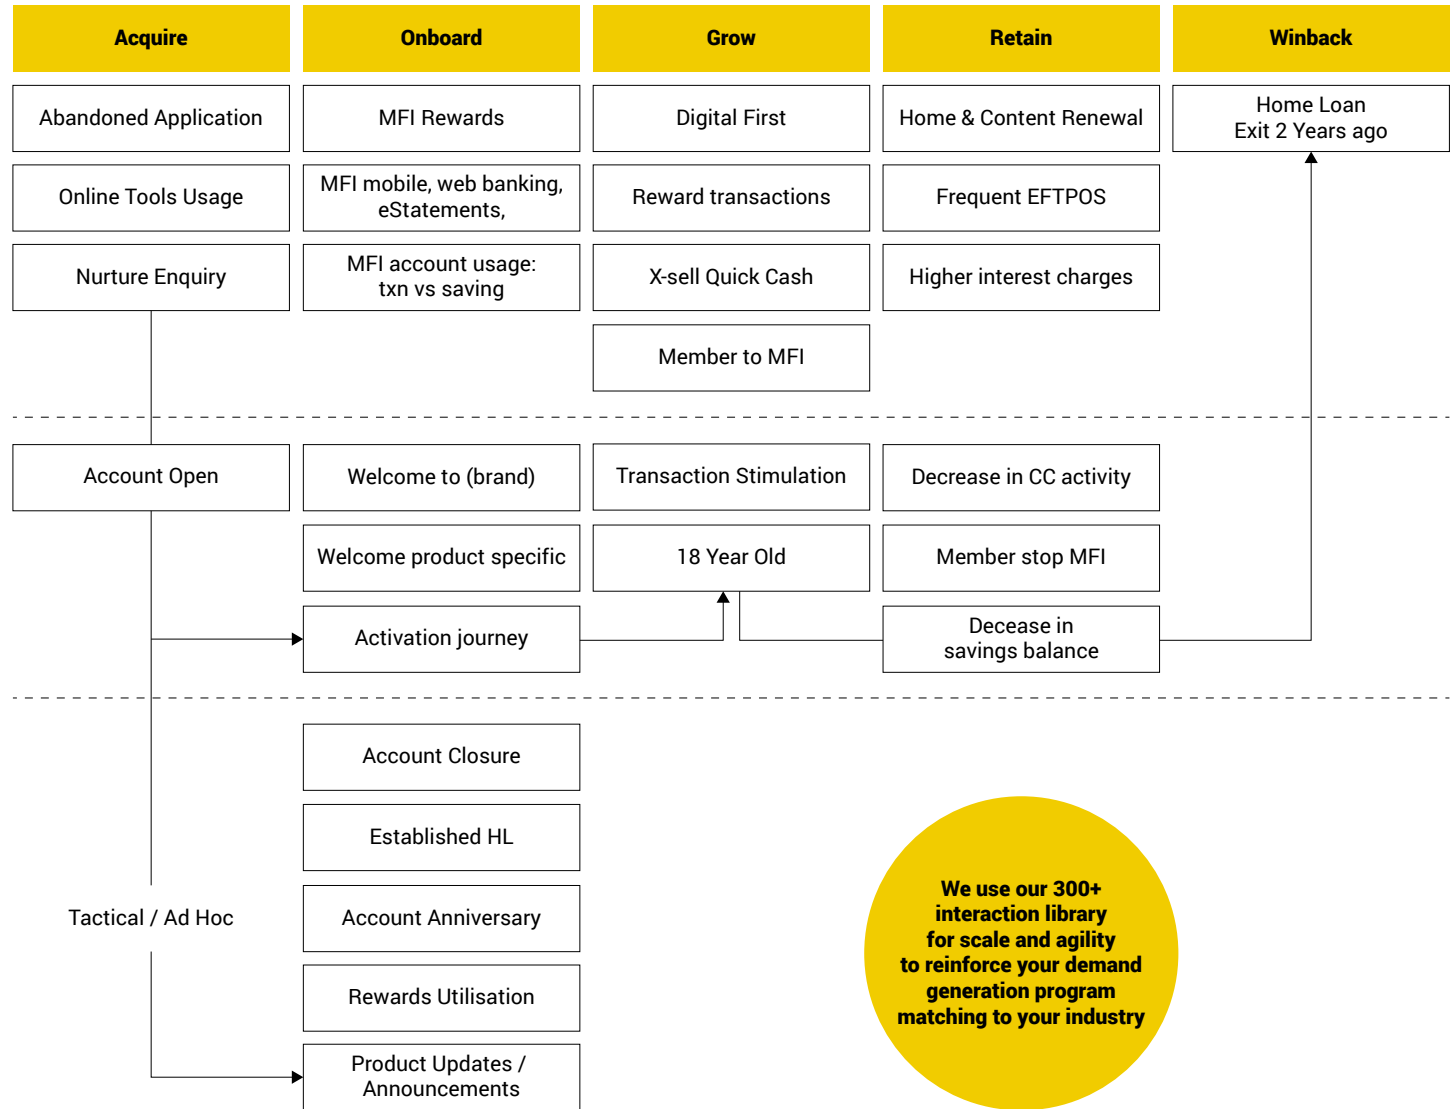 Acquire
Onboard
Grow
Retain
Winback
Abandoned Application
MFI Rewards
Digital First
Home & Content Renewal
Home Loan
Exit 2 Years ago
Online Tools Usage
MFI mobile, web banking,
eStatements,
Reward transactions
Frequent EFTPOS
Nurture Enquiry
MFI account usage:
txn vs saving
X-sell Quick Cash
Higher interest charges
Member to MFI
Account Open
Welcome to (brand)
Transaction Stimulation
Decrease in CC activity
Welcome product specific
18 Year Old
Member stop MFI
Activation journey
Decease in
savings balance
Account Closure
Established HL
Tactical / Ad Hoc
Account Anniversary
Rewards Utilisation
Product Updates /
Announcements
We use our 300+
interaction library
for scale and agility
to reinforce your demand
generation program
matching to your industry